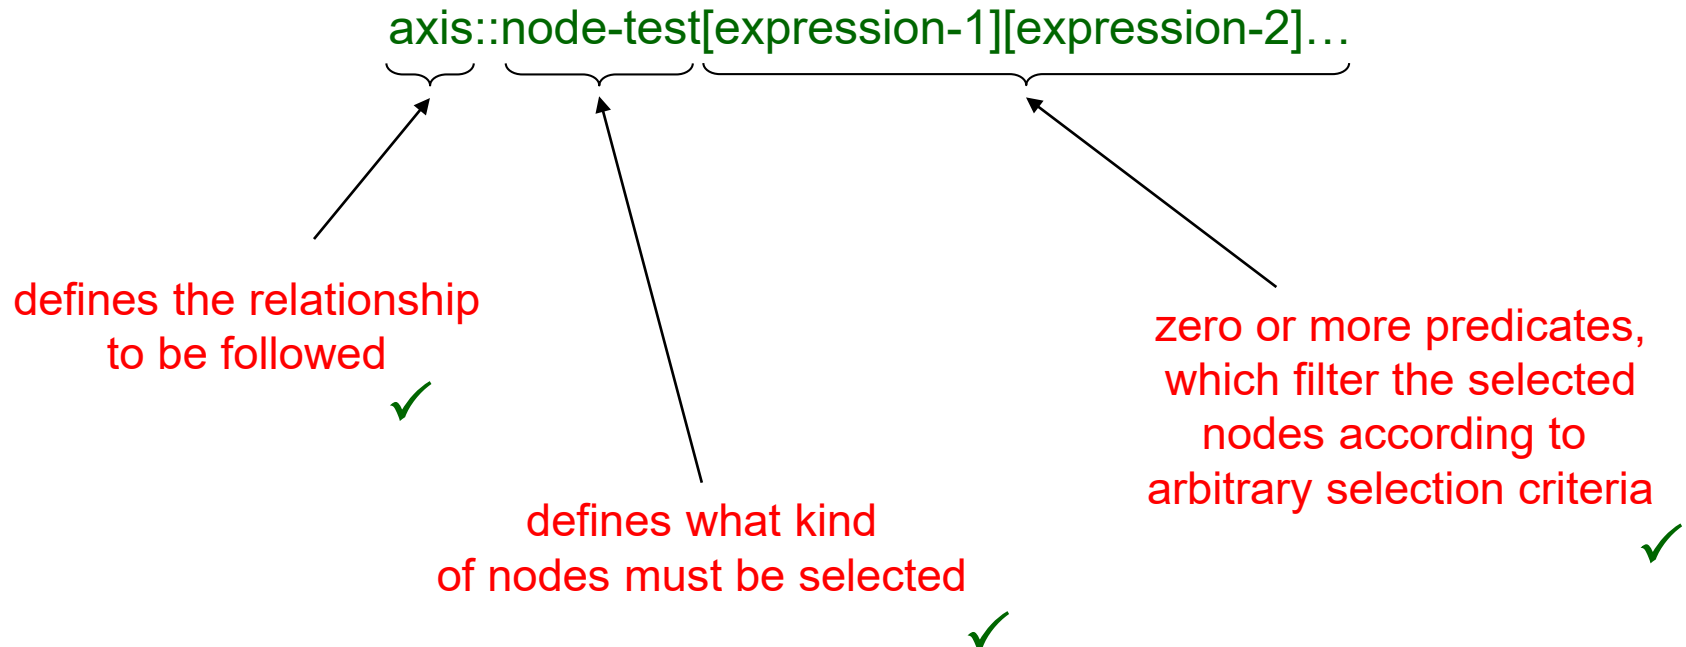 axis::node-test[expression-1][expression-2]…
defines the relationship
to be followed
zero or more predicates,
which filter the selected
nodes according to
arbitrary selection criteria
defines what kind
of nodes must be selected